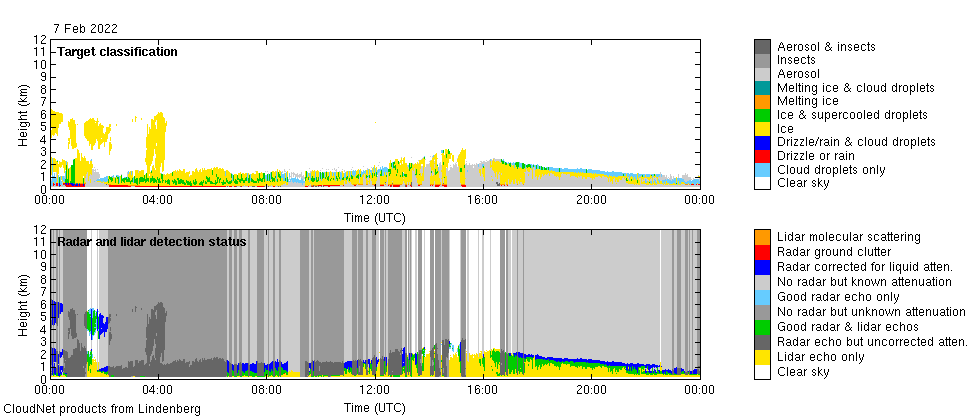 7 Feb 2022
Target classification
Height (km)
12
11
10
9
8
7
6
5
4
3
2
1
0
00:00 04:00 08:00 12:00 16:00 20:00 00:00
Time (UTC)
Aerosol & insects
Insects
Aerosol
Melting ice & cloud droplets
Melting ice
Ice & supercooled droplets
Ice
Drizzle/rain & cloud droplets
Drizzle or rain
Cloud droplets only
Clear sky
Radar and lidar detection status
Height (km)
12
11
10
9
8
7
6
5
4
3
2
1
0
00:00 04:00 08:00 12:00 16:00 20:00 00:00
Time (UTC)
Lidar molecular scattering
Radar ground clutter
Radar corrected for liquid atten.
No radar but known attenuation
Good radar echo only
No radar but unknown attenuation
Good radar & lidar echos
Radar echo but uncorrected atten.
Lidar echo only
Clear sky
CloudNet products from Lindenberg